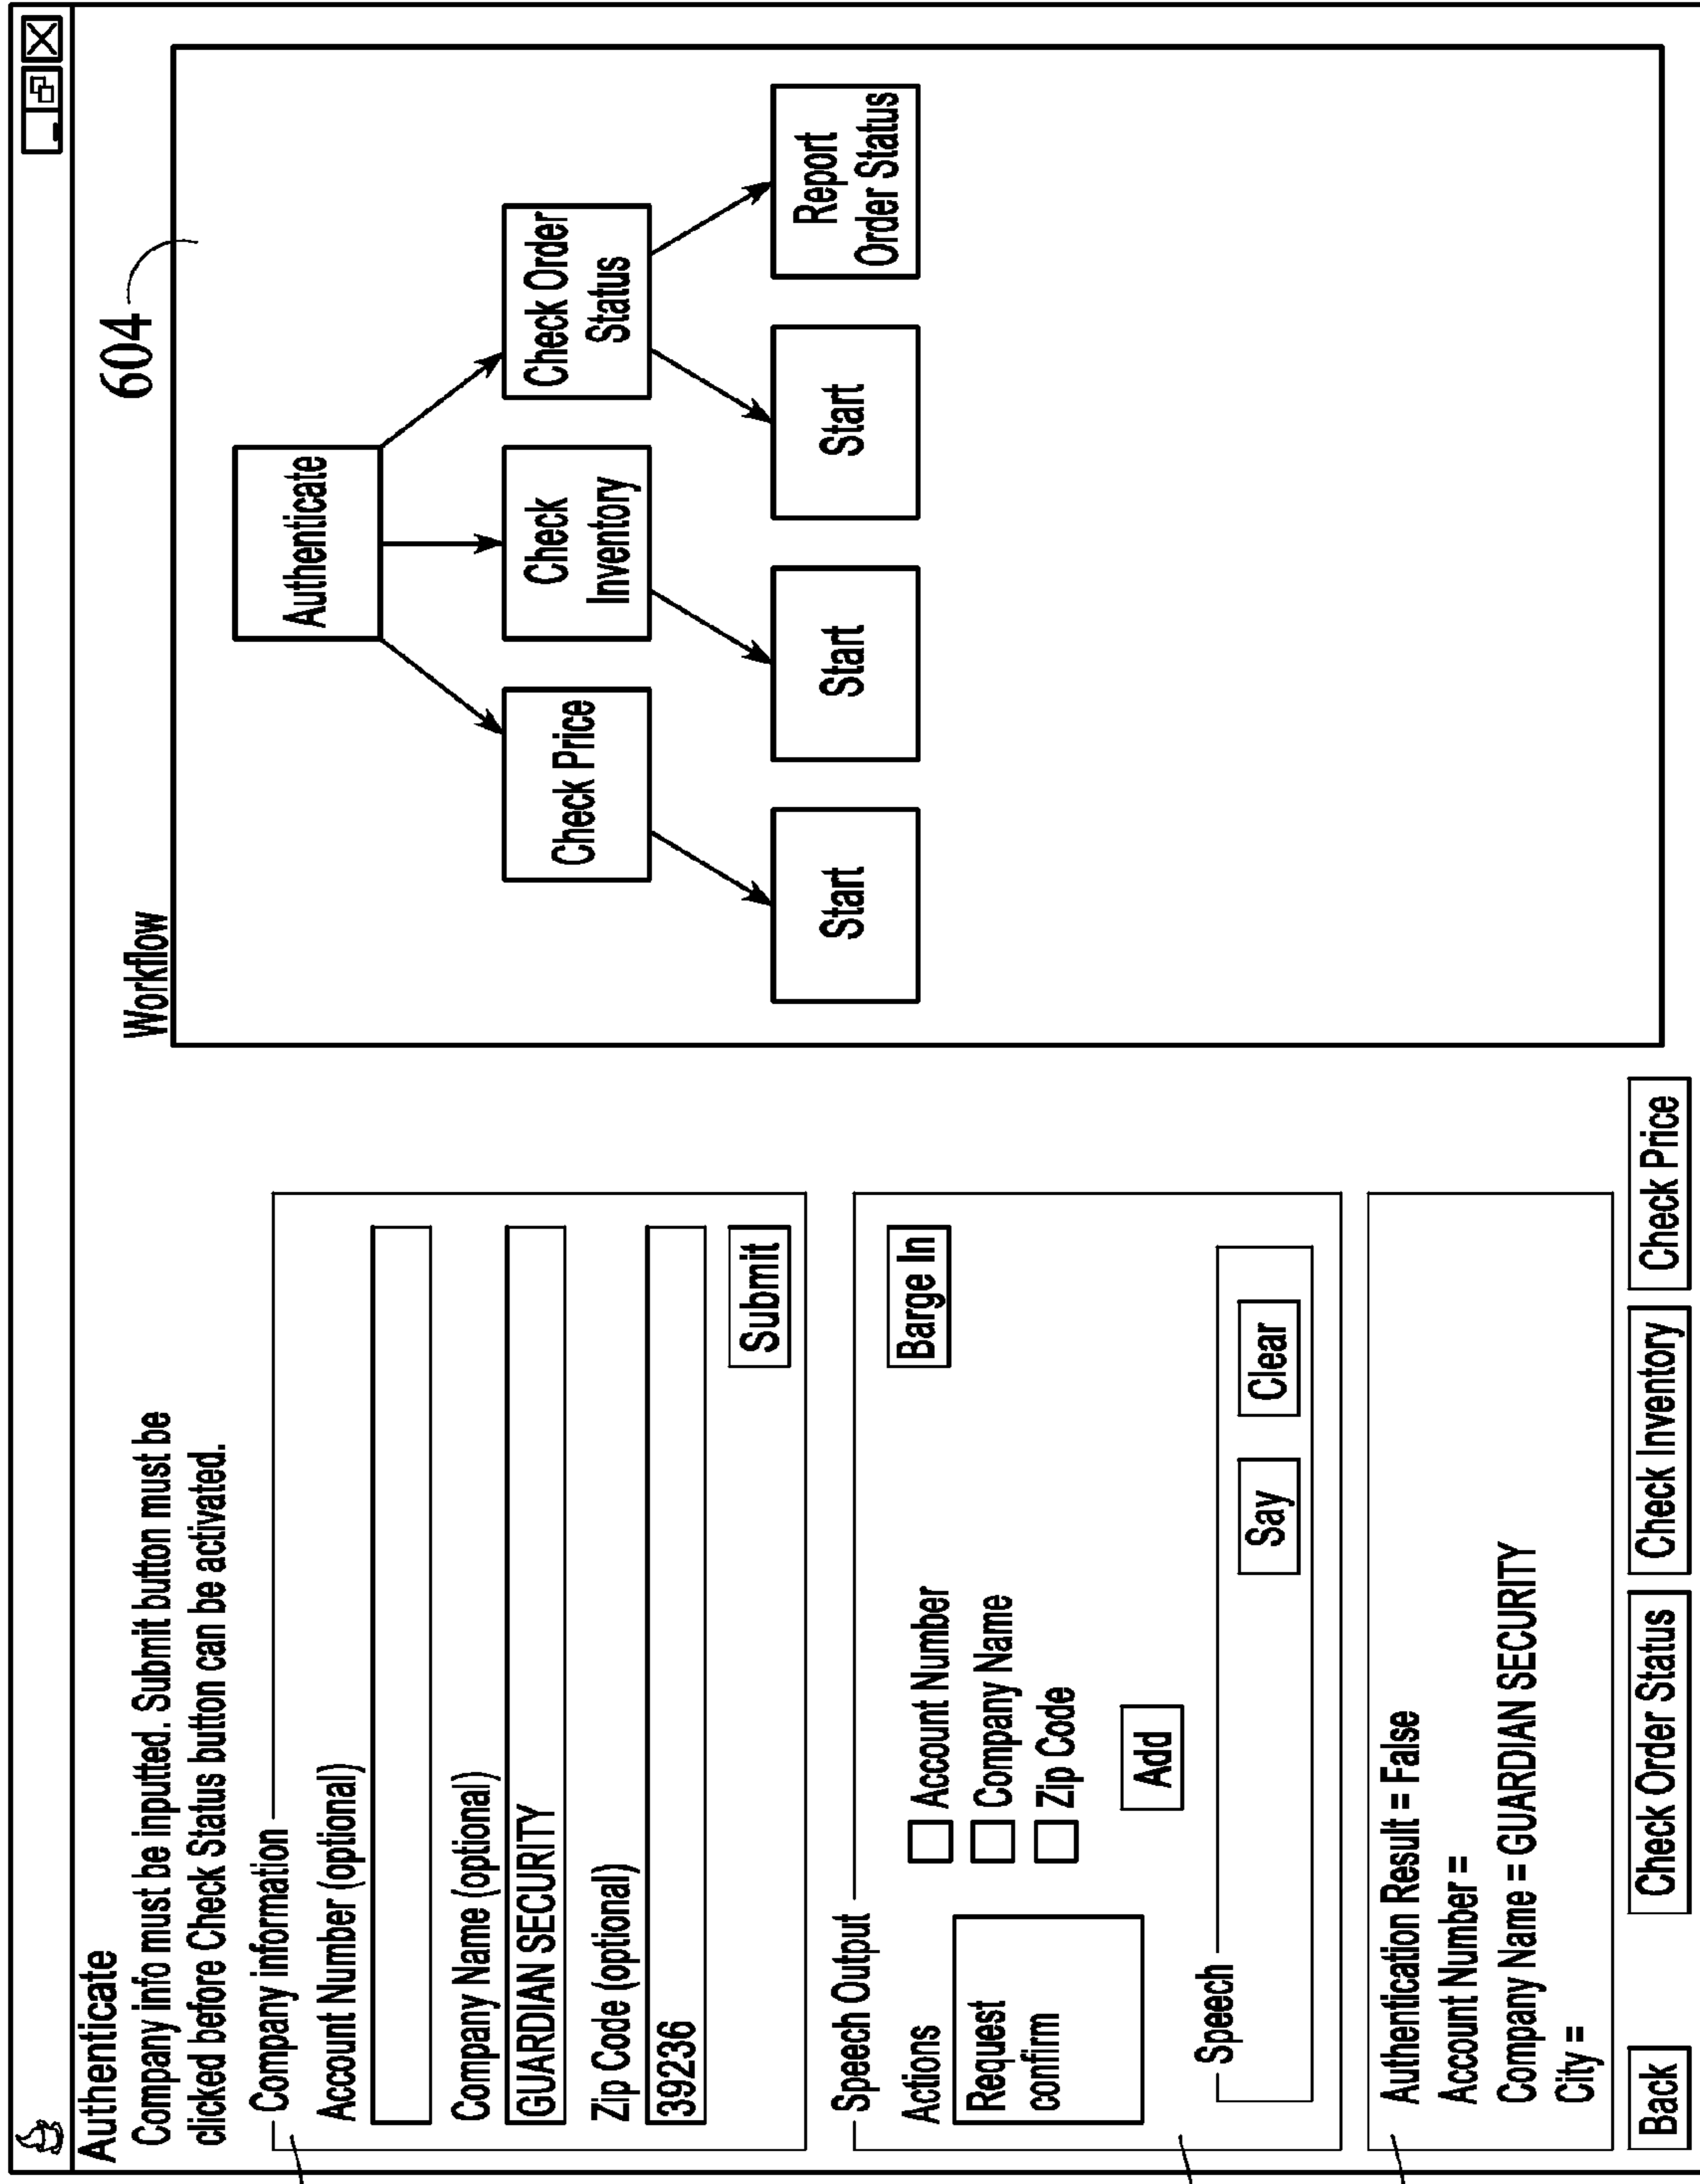 Authenticate
Company info must be inputted. Submit button must be
clicked before Check Status button can be activated.
Company information
Account Number (optional)
Company Name (optional)
GUARDIAN SECURITY
Zip Code (optional)
39236
Submit
Speech Output
Actions
Request
confirm
Account Number
Company Name
Zip Code
Barge In
Add
Speech
Say
Clear
Authentication Result = False
Account Number =
Company Name = GUARDIAN SECURITY
City =
Back
Check Order Status
Check Inventory
Check Price
Workflow
604
Authenticate
Check Price
Check
Inventory
Check Order
Status
Start
Start
Start
Report
Order Status